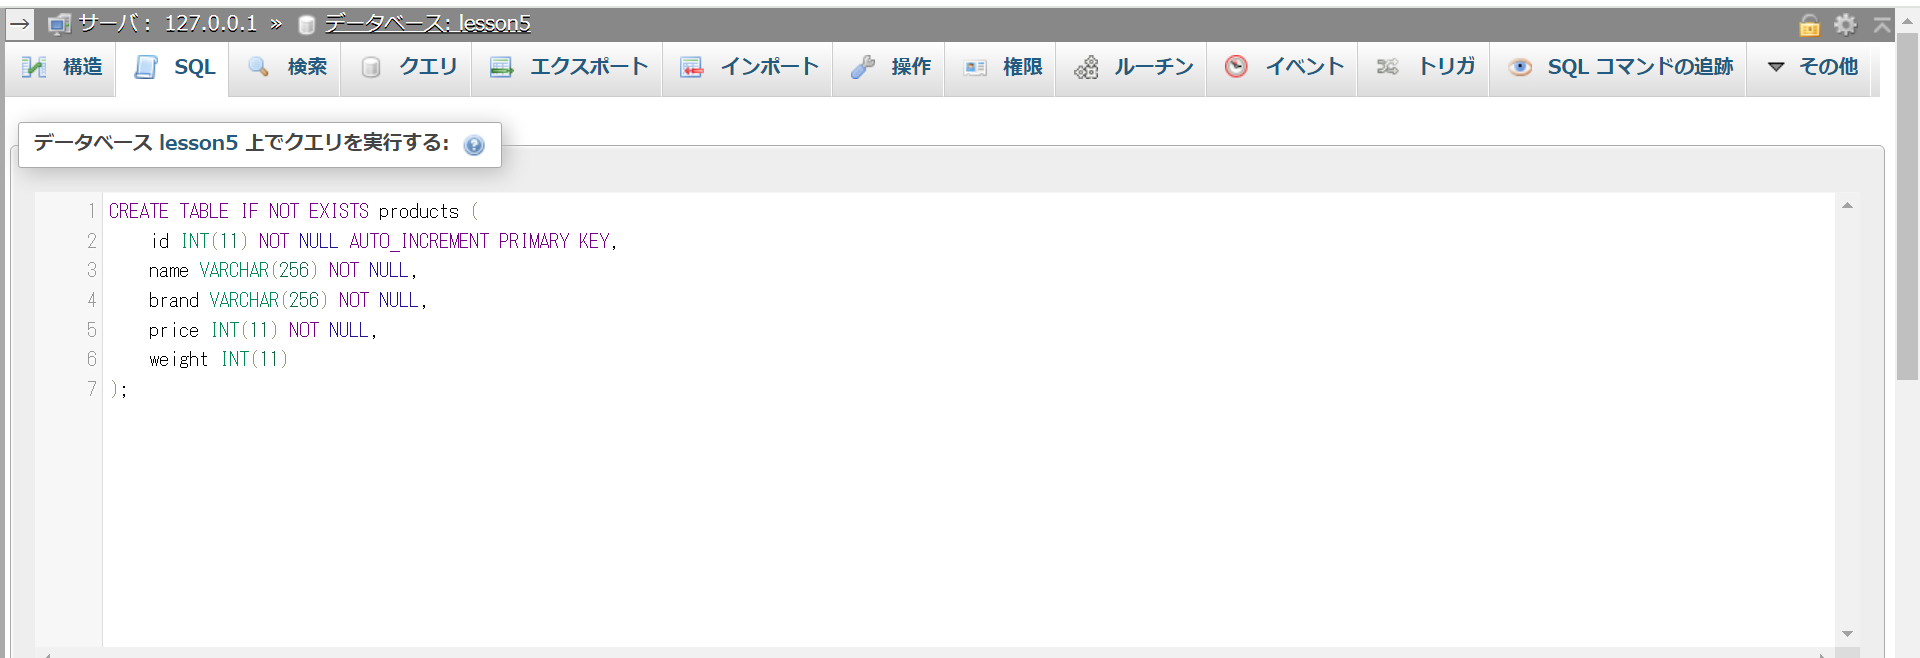 → サーバ : 127.0.0.1 » データベース: lesson5
構造 SQL 検索 クエリ エクスポート インポート 操作 権限 ルーチン イベント トリガ SQL コマンドの追跡 ▼ その他
データベース lesson5 上でクエリを実行する:
1 CREATE TABLE IF NOT EXISTS products (
2 id INT(11) NOT NULL AUTO_INCREMENT PRIMARY KEY,
3 name VARCHAR(256) NOT NULL,
4 brand VARCHAR(256) NOT NULL,
5 price INT(11) NOT NULL,
6 weight INT(11)
7 );